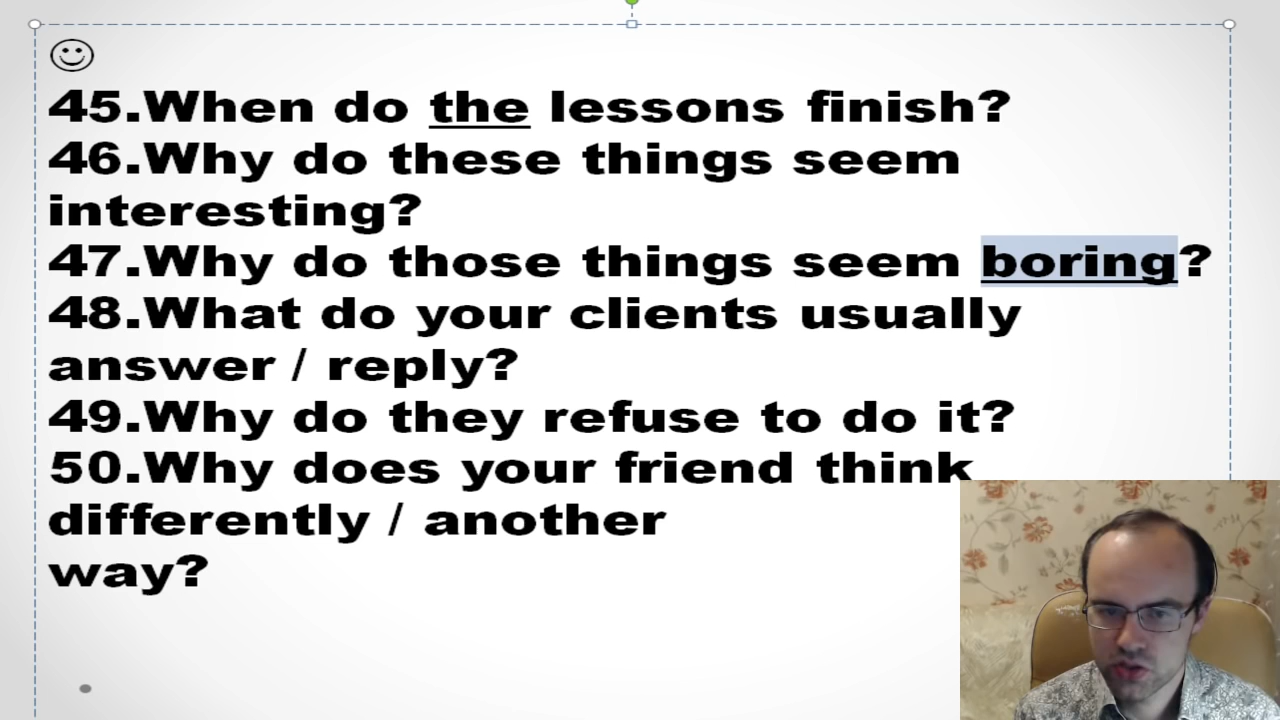 45.When do the lessons finish?
46.Why do these things seem
interesting?
47.Why do those things seem boring?
48.What do your clients usually
answer / reply?
49.Why do they refuse to do it?
50.Why does your friend think
differently / another
way?